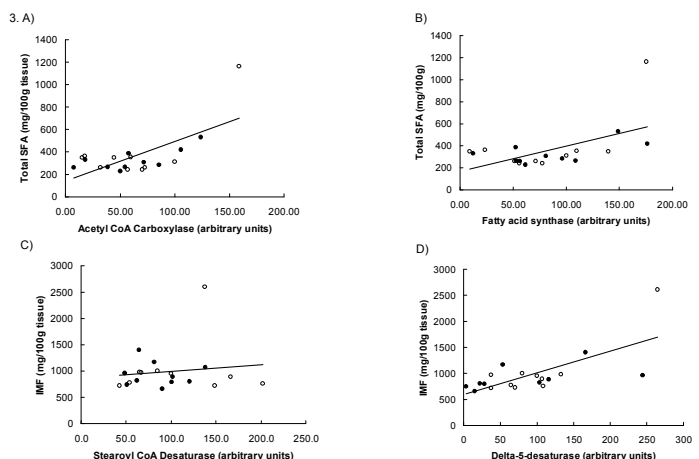 3. A)
B)
1400
1200
1000
800
600
400
200
0
Total SFA (mg/100g tissue)
0.00 50.00 100.00 150.00 200.00
Acetyl CoA Carboxylase (arbitrary units)
1400
1200
1000
800
600
400
200
0
Total SFA (mg/100g)
0.00 50.00 100.00 150.00 200.00
Fatty acid synthase (arbitrary units)
C)
D)
3000
2500
2000
1500
1000
500
0
IMF (mg/100g tissue)
0.0 50.0 100.0 150.0 200.0 250.0
Stearoyl CoA Desaturase (arbitrary units)
3000
2500
2000
1500
1000
500
0
IMF (mg/100g tissue)
0 50 100 150 200 250 300
Delta-5-desaturase (arbitrary units)